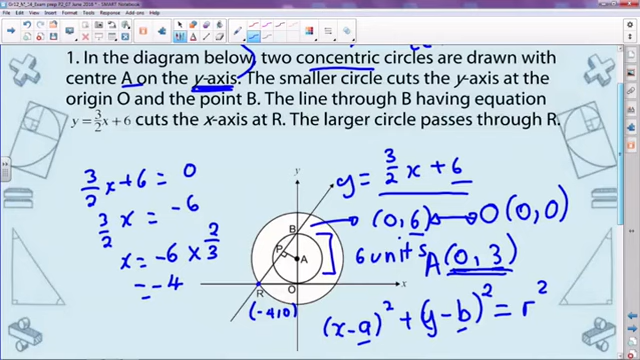 1. In the diagram below, two concentric circles are drawn with
centre A on the y-axis. The smaller circle cuts the y-axis at the
origin O and the point B. The line through B having equation
y = 3/2 x + 6 cuts the x-axis at R. The larger circle passes through R.
3/2 x + 6 = 0
3/2 x = -6
x = -6 × 2/3
= -4
y = 3/2 x + 6
(0, 6) O (0, 0)
6 units
A (0, 3)
(x-a)² + (y-b)² = r²
y
B
P
A
O
R
x
(-4;0)